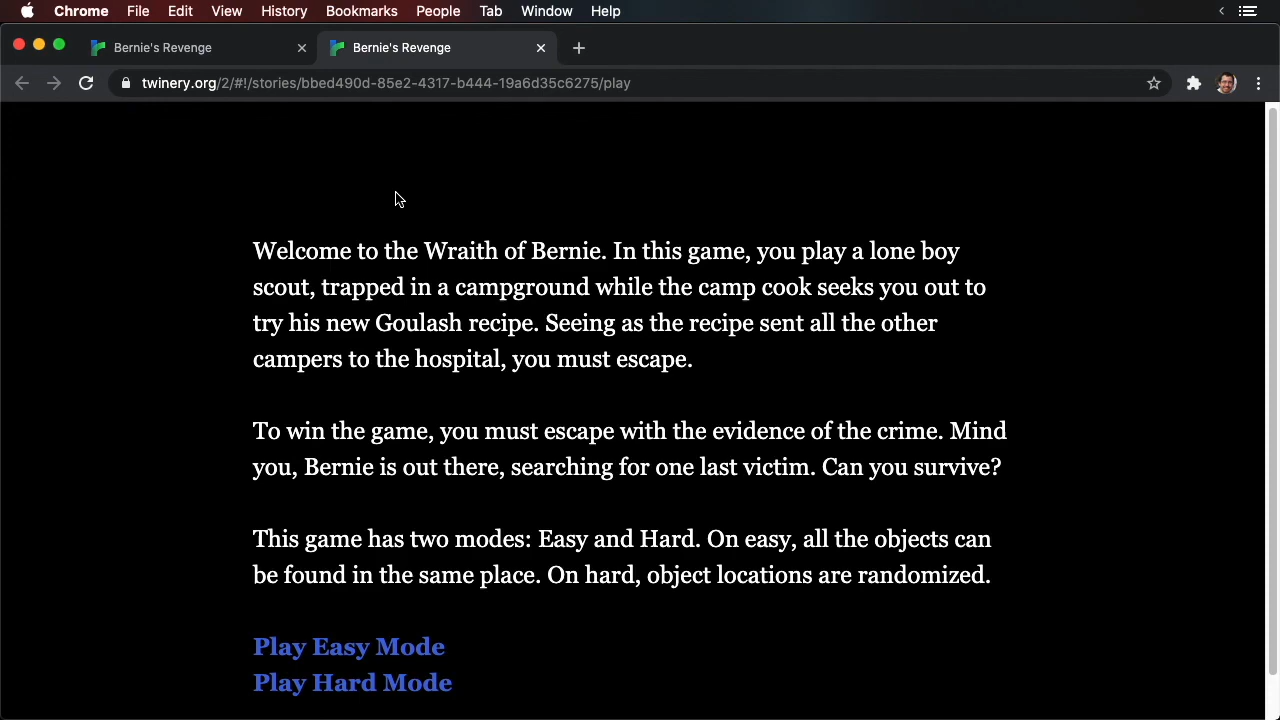 Chrome File Edit View History Bookmarks People Tab Window Help
Bernie's Revenge Bernie's Revenge
twinery.org/2/#!/stories/bbed490d-85e2-4317-b444-19a6d35c6275/play
Welcome to the Wraith of Bernie. In this game, you play a lone boy
scout, trapped in a campground while the camp cook seeks you out to
try his new Goulash recipe. Seeing as the recipe sent all the other
campers to the hospital, you must escape.
To win the game, you must escape with the evidence of the crime. Mind
you, Bernie is out there, searching for one last victim. Can you survive?
This game has two modes: Easy and Hard. On easy, all the objects can
be found in the same place. On hard, object locations are randomized.
Play Easy Mode
Play Hard Mode